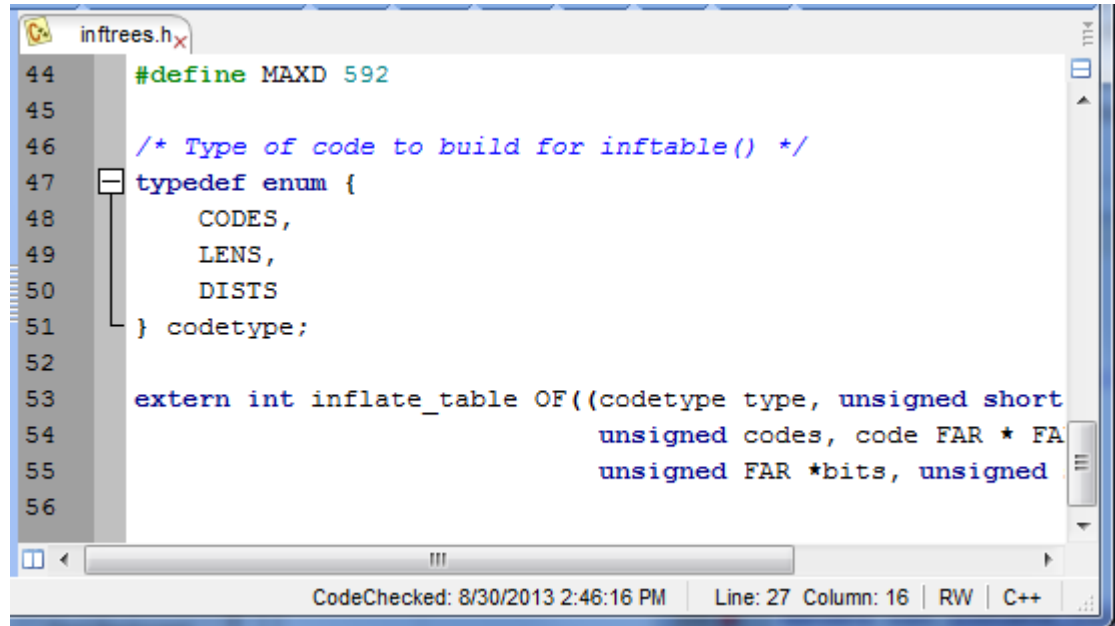 inftrees.h
44 #define MAXD 592
45
46 /* Type of code to build for inftable() */
47 typedef enum {
48 CODES,
49 LENS,
50 DISTS
51 } codetype;
52
53 extern int inflate_table OF((codetype type, unsigned short
54 unsigned codes, code FAR * FA
55 unsigned FAR *bits, unsigned
56
CodeChecked: 8/30/2013 2:46:16 PM Line: 27 Column: 16 RW C++